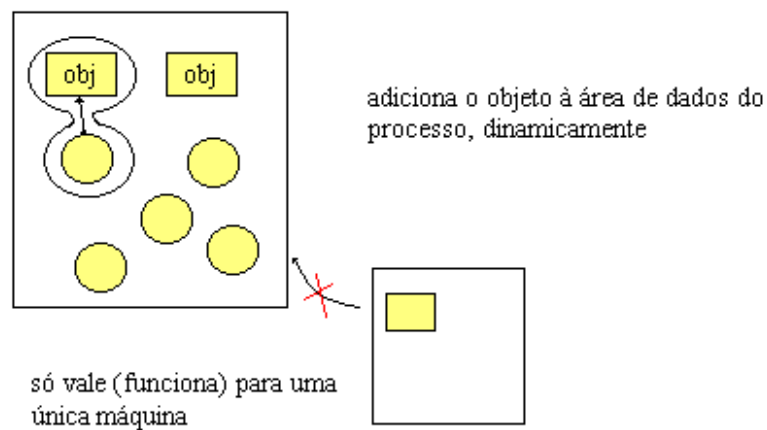 obj
obj
adiciona o objeto à área de dados do
processo, dinamicamente
só vale (funciona) para uma
única máquina